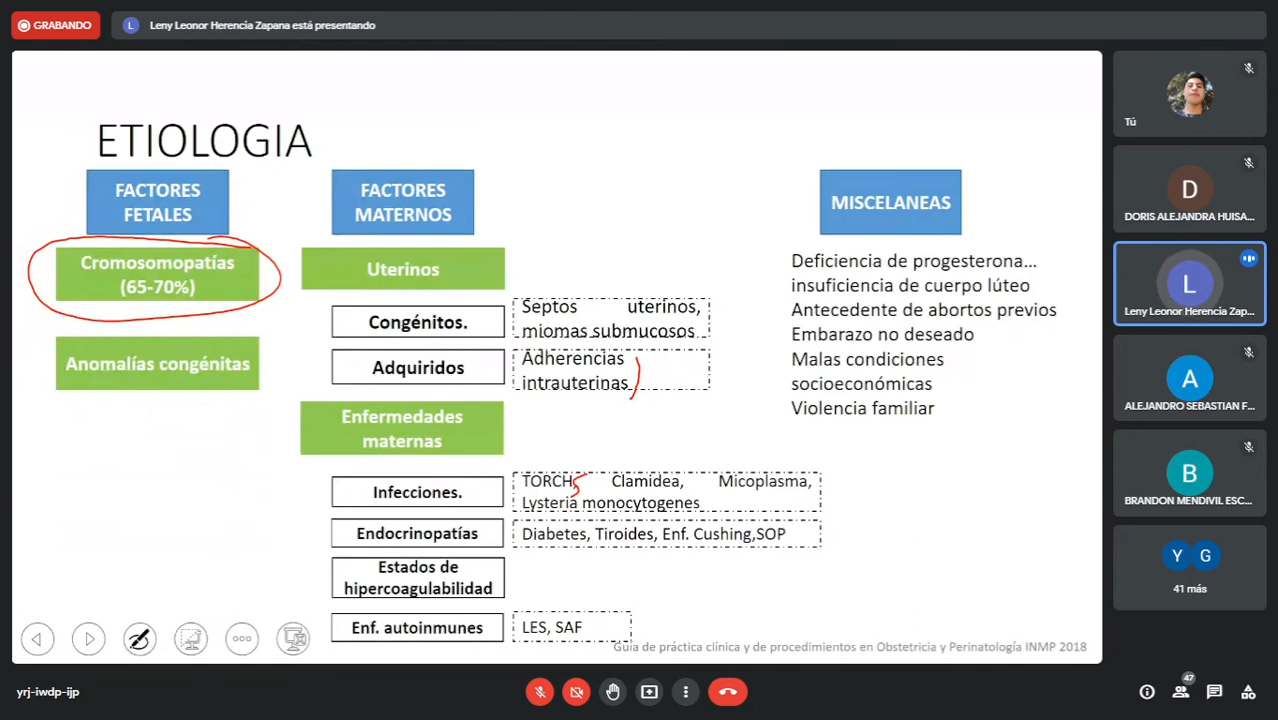 GRABANDO
Leny Leonor Herencia Zapana está presentando
ETIOLOGIA
FACTORES
FETALES
Cromosomopatías
(65-70%)
Anomalías congénitas
FACTORES
MATERNOS
Uterinos
Congénitos.
Septos uterinos,
miomas submucosos
Adquiridos
Adherencias
intrauterinas
Enfermedades
maternas
Infecciones.
TORCH, Clamidea, Micoplasma,
Lysteria monocytogenes
Endocrinopatías
Diabetes, Tiroides, Enf. Cushing,SOP
Estados de
hipercoagulabilidad
Enf. autoinmunes
LES, SAF
MISCELANEAS
Deficiencia de progesterona...
insuficiencia de cuerpo lúteo
Antecedente de abortos previos
Embarazo no deseado
Malas condiciones
socioeconómicas
Violencia familiar
Guía de práctica clínica y de procedimientos en Obstetricia y Perinatología INMP 2018
Tú
D
DORIS ALEJANDRA HUISA...
L
Leny Leonor Herencia Zap...
A
ALEJANDRO SEBASTIAN F...
B
BRANDON MENDIVIL ESC...
Y G
41 más
yrj-iwdp-ijp
47